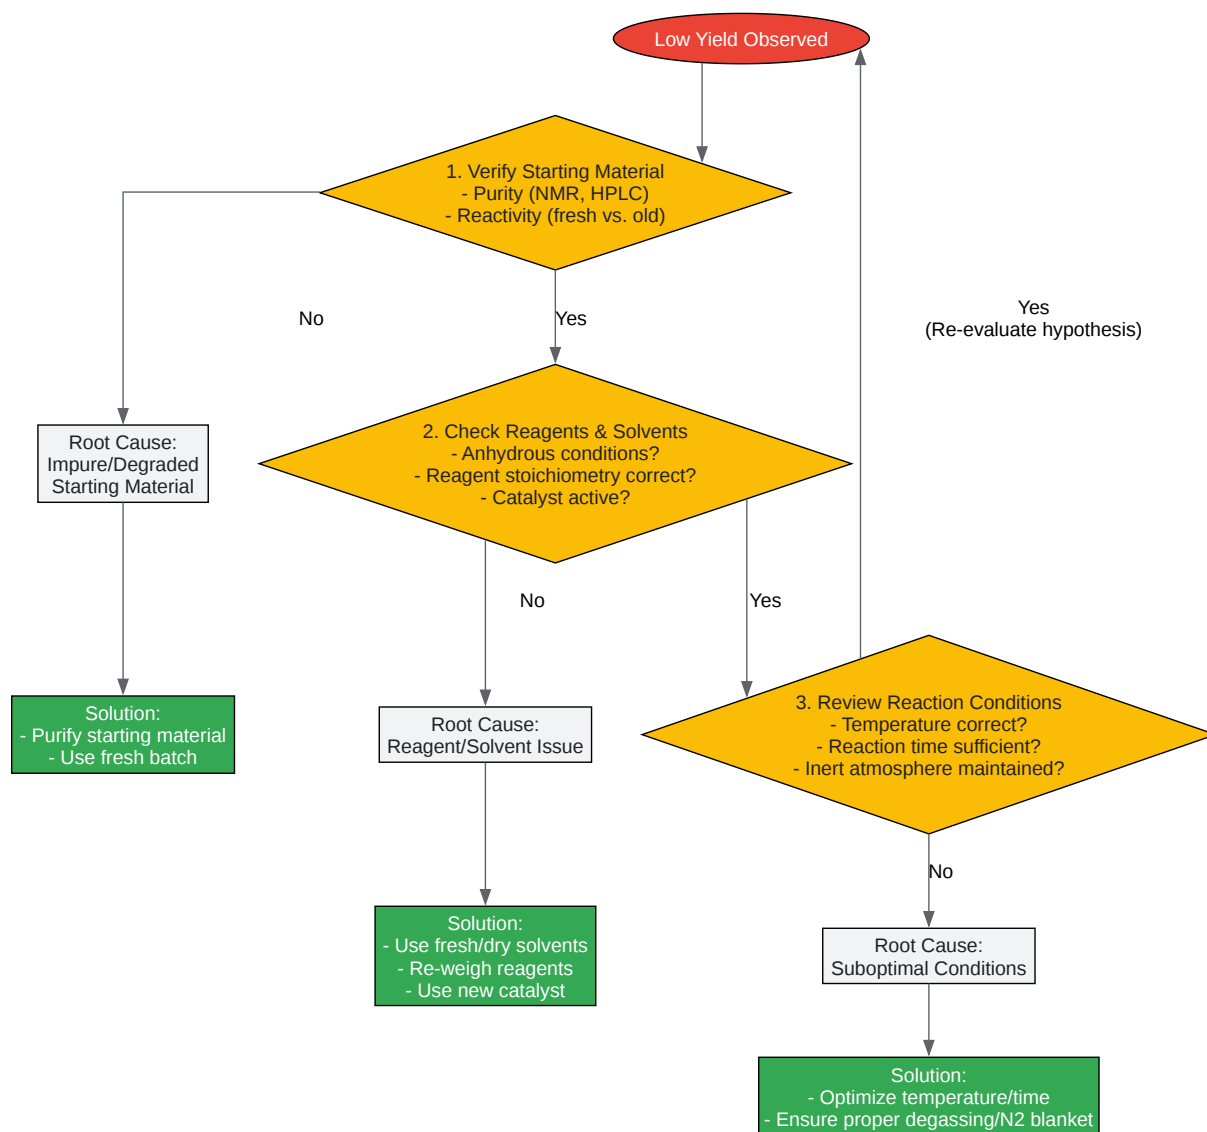 Low Yield Observed
1. Verify Starting Material
- Purity (NMR, HPLC)
- Reactivity (fresh vs. old)
No
Yes
Yes
(Re-evaluate hypothesis)
Root Cause:
Impure/Degraded
Starting Material
2. Check Reagents & Solvents
- Anhydrous conditions?
- Reagent stoichiometry correct?
- Catalyst active?
No
Yes
Solution:
- Purify starting material
- Use fresh batch
Root Cause:
Reagent/Solvent Issue
3. Review Reaction Conditions
- Temperature correct?
- Reaction time sufficient?
- Inert atmosphere maintained?
No
Solution:
- Use fresh/dry solvents
- Re-weigh reagents
- Use new catalyst
Root Cause:
Suboptimal Conditions
Solution:
- Optimize temperature/time
- Ensure proper degassing/N2 blanket